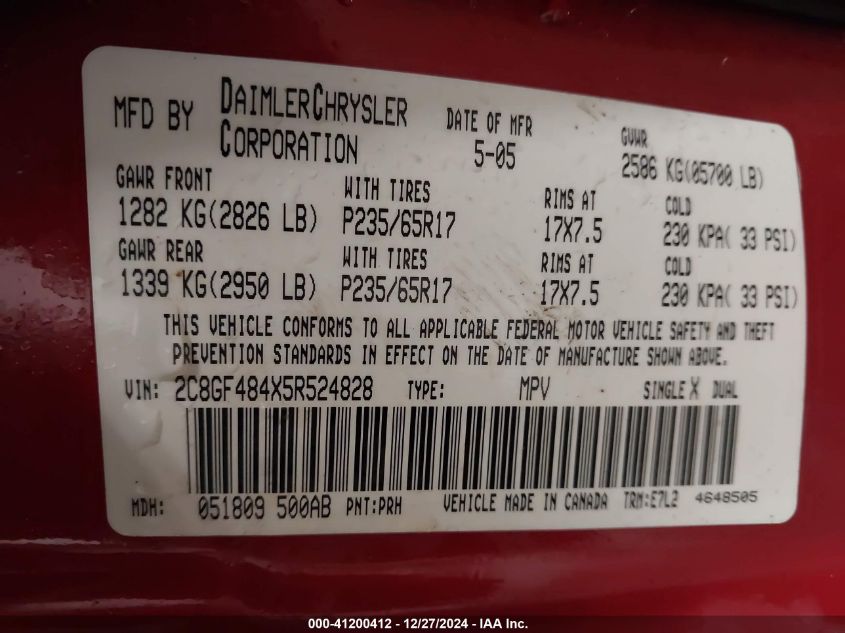 MFD BY DAIMLERCHRYSLER CORPORATION DATE OF MFR 5-05 GVWR 2586 KG(05700 LB)
GAWR FRONT WITH TIRES RIMS AT COLD
1282 KG(2826 LB) P235/65R17 17X7.5 230 KPA( 33 PSI)
GAWR REAR WITH TIRES RIMS AT COLD
1339 KG(2950 LB) P235/65R17 17X7.5 230 KPA( 33 PSI)
THIS VEHICLE CONFORMS TO ALL APPLICABLE FEDERAL MOTOR VEHICLE SAFETY AND THEFT
PREVENTION STANDARDS IN EFFECT ON THE DATE OF MANUFACTURE SHOWN ABOVE.
VIN: 2C8GF484X5R524828 TYPE: MPV SINGLE X DUAL
MDH: 051809 500AB PNT:PRH VEHICLE MADE IN CANADA TRM:E7L2 4648505
000-41200412 - 12/27/2024 - IAA Inc.